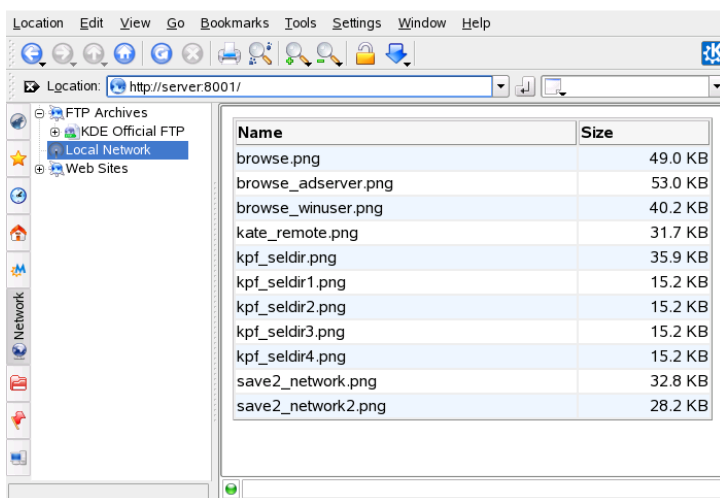 Location Edit View Go Bookmarks Tools Settings Window Help
Location: http://server:8001/
FTP Archives
KDE Official FTP
Local Network
Web Sites
Network
Name Size
browse.png 49.0 KB
browse_adserver.png 53.0 KB
browse_winuser.png 40.2 KB
kate_remote.png 31.7 KB
kpf_seldir.png 35.9 KB
kpf_seldir1.png 15.2 KB
kpf_seldir2.png 15.2 KB
kpf_seldir3.png 15.2 KB
kpf_seldir4.png 15.2 KB
save2_network.png 32.8 KB
save2_network2.png 28.2 KB